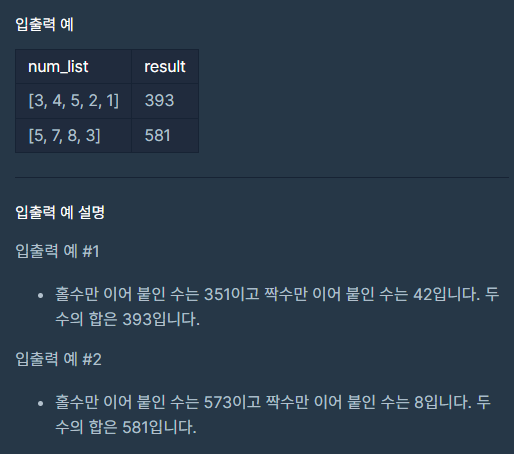 입출력 예
num_list result
[3, 4, 5, 2, 1] 393
[5, 7, 8, 3] 581
입출력 예 설명
입출력 예 #1
• 홀수만 이어 붙인 수는 351이고 짝수만 이어 붙인 수는 42입니다. 두
수의 합은 393입니다.
입출력 예 #2
• 홀수만 이어 붙인 수는 573이고 짝수만 이어 붙인 수는 8입니다. 두
수의 합은 581입니다.